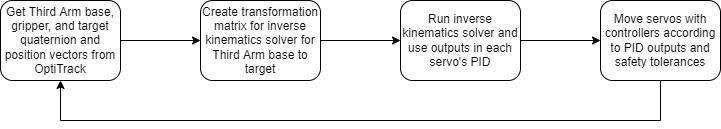 Get Third Arm base,
gripper, and target
quaternion and
position vectors from
OptiTrack
Create transformation
matrix for inverse
kinematics solver for
Third Arm base to
target
Run inverse
kinematics solver and
use outputs in each
servo's PID
Move servos with
controllers according
to PID outputs and
safety tolerances